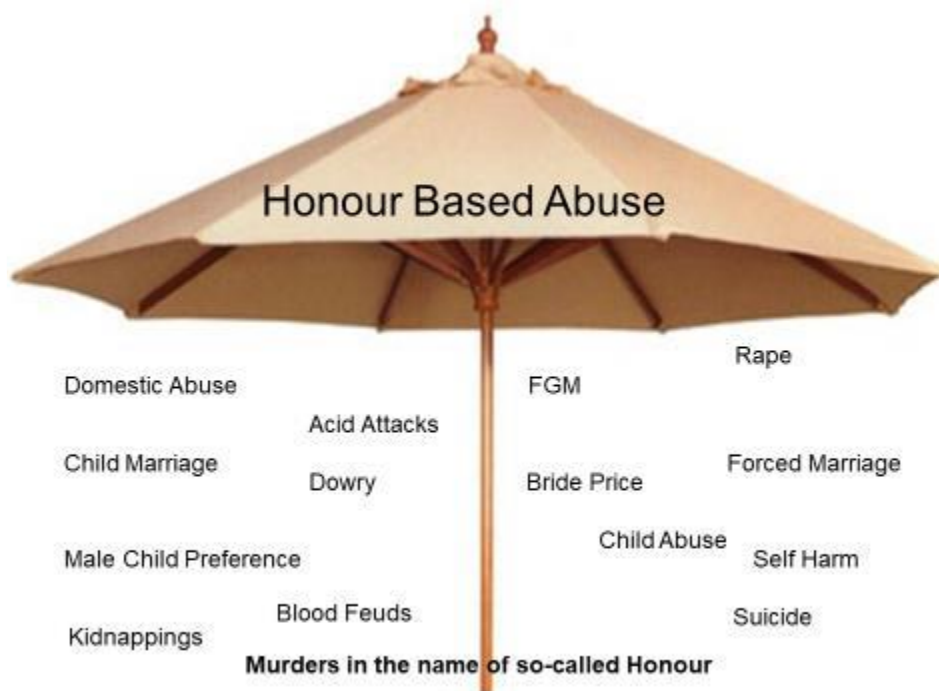 Honour Based Abuse
Rape
Domestic Abuse
FGM
Acid Attacks
Child Marriage
Forced Marriage
Dowry
Bride Price
Child Abuse
Male Child Preference
Self Harm
Blood Feuds
Suicide
Kidnappings
Murders in the name of so-called Honour